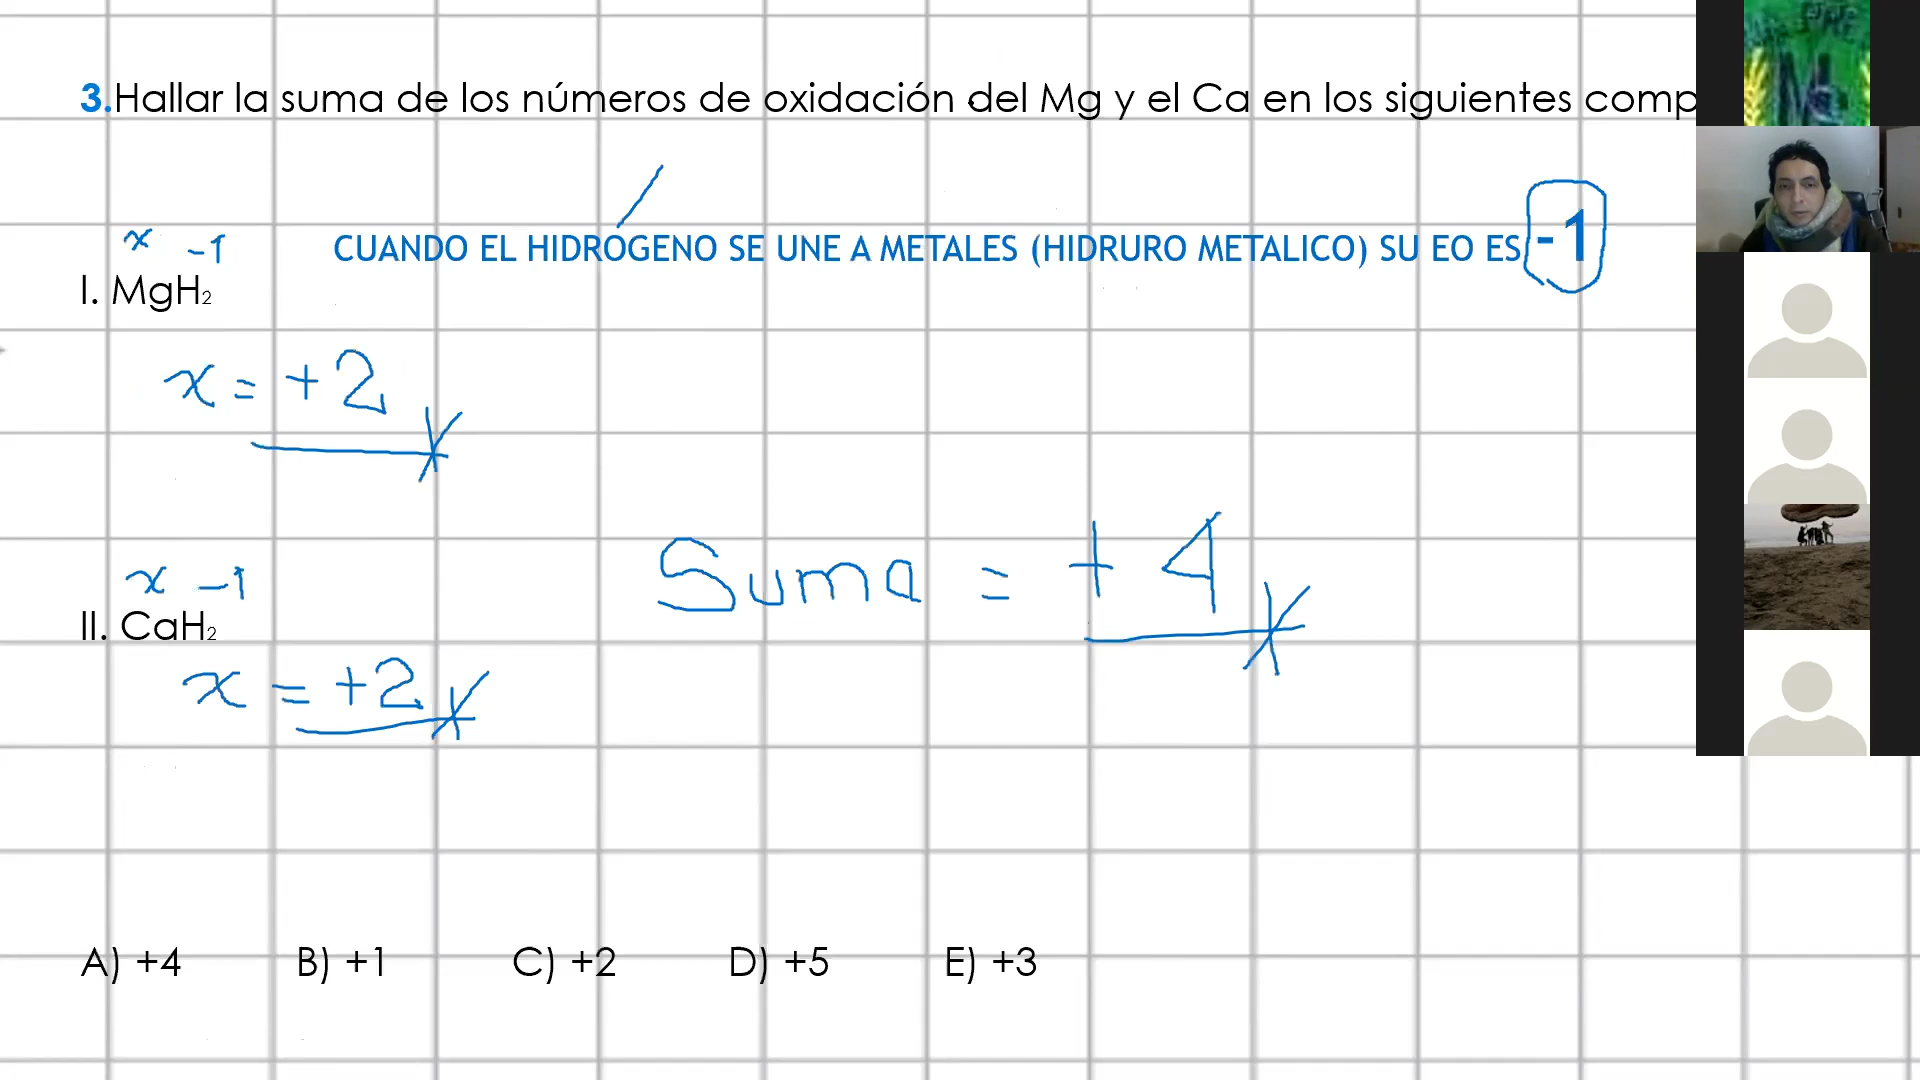 3.Hallar la suma de los números de oxidación del Mg y el Ca en los siguientes comp
x -1
CUANDO EL HIDRÓGENO SE UNE A METALES (HIDRURO METALICO) SU EO ES -1
I. MgH₂
x = +2
x -1
Suma = +4
II. CaH₂
x = +2
A) +4 B) +1 C) +2 D) +5 E) +3